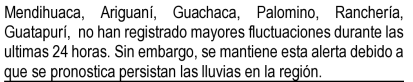 Mendihuaca, Ariguaní, Guachaca, Palomino, Ranchería,
Guatapurí, no han registrado mayores fluctuaciones durante las
ultimas 24 horas. Sin embargo, se mantiene esta alerta debido a
que se pronostica persistan las lluvias en la región.